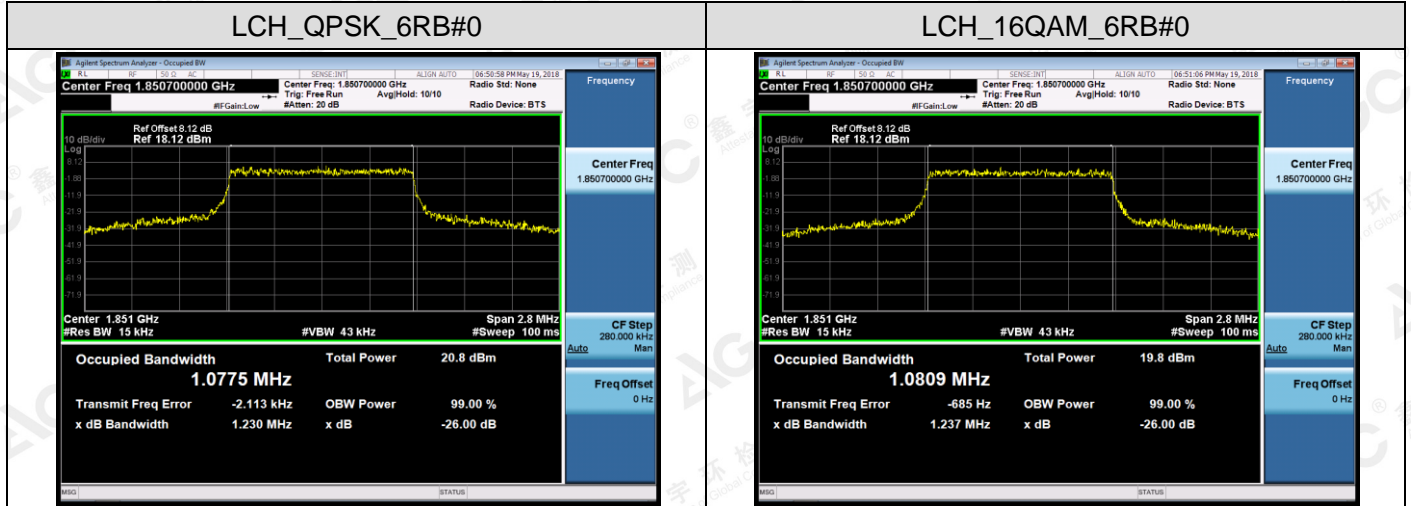 LCH_QPSK_6RB#0
Agilent Spectrum Analyzer - Occupied BW
RL RF 50 Ω AC SENSE:INT ALIGN AUTO 06:50:58 PM May 19, 2018
Center Freq 1.850700000 GHz
Center Freq: 1.850700000 GHz Radio Std: None
Trig: Free Run Avg|Hold: 10/10
#IFGain:Low #Atten: 20 dB Radio Device: BTS
Ref Offset 8.12 dB
10 dB/div Ref 18.12 dBm
Log
8.12
-1.88
-11.9
-21.9
-31.9
-41.9
-51.9
-61.9
-71.9
Center 1.851 GHz Span 2.8 MHz
#Res BW 15 kHz #VBW 43 kHz #Sweep 100 ms
Occupied Bandwidth Total Power 20.8 dBm
1.0775 MHz
Transmit Freq Error -2.113 kHz OBW Power 99.00 %
x dB Bandwidth 1.230 MHz x dB -26.00 dB
MSG STATUS
Frequency
Center Freq
1.850700000 GHz
CF Step
280.000 kHz
Auto Man
Freq Offset
0 Hz
LCH_16QAM_6RB#0
Agilent Spectrum Analyzer - Occupied BW
RL RF 50 Ω AC SENSE:INT ALIGN AUTO 06:51:06 PM May 19, 2018
Center Freq 1.850700000 GHz
Center Freq: 1.850700000 GHz Radio Std: None
Trig: Free Run Avg|Hold: 10/10
#IFGain:Low #Atten: 20 dB Radio Device: BTS
Ref Offset 8.12 dB
10 dB/div Ref 18.12 dBm
Log
8.12
-1.88
-11.9
-21.9
-31.9
-41.9
-51.9
-61.9
-71.9
Center 1.851 GHz Span 2.8 MHz
#Res BW 15 kHz #VBW 43 kHz #Sweep 100 ms
Occupied Bandwidth Total Power 19.8 dBm
1.0809 MHz
Transmit Freq Error -685 Hz OBW Power 99.00 %
x dB Bandwidth 1.237 MHz x dB -26.00 dB
MSG STATUS
Frequency
Center Freq
1.850700000 GHz
CF Step
280.000 kHz
Auto Man
Freq Offset
0 Hz